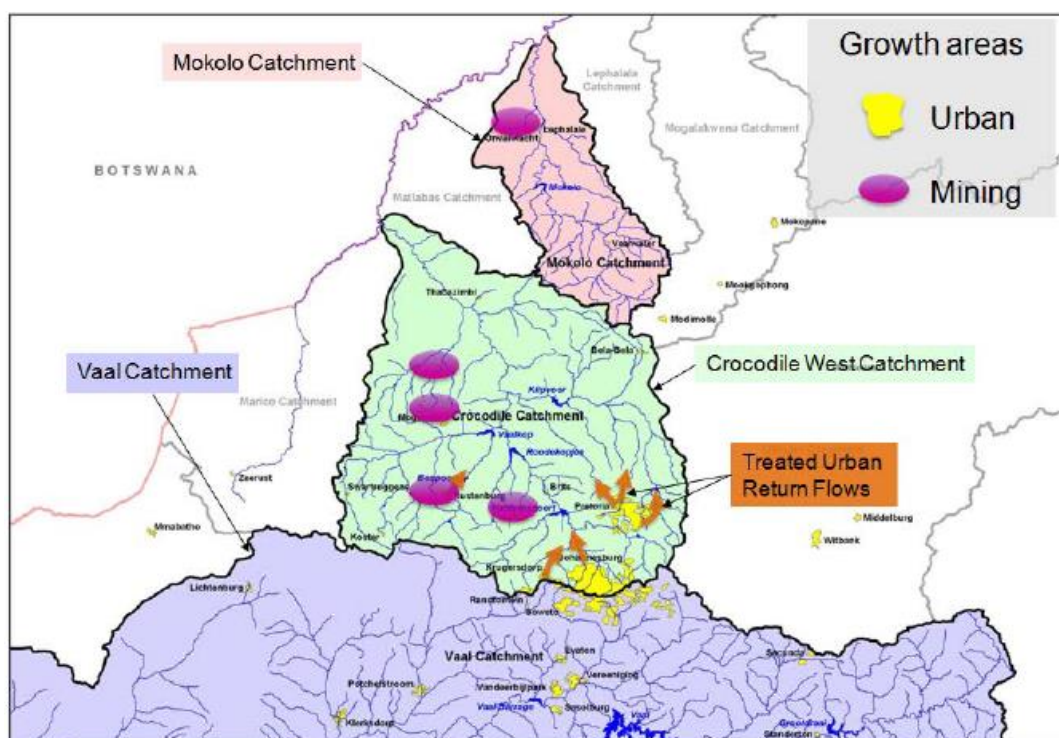 Growth areas
Urban
Mining
Mokolo Catchment
Lephalala
Catchment
Mogalakwena Catchment
BOTSWANA
Lephalale
Matlabas Catchment
Mokolo
Mokopane
Vaalwater
Mokolo Catchment
Mookgophong
Thabazimbi
Modimolle
Bela-Bela
Vaal Catchment
Crocodile West Catchment
Marico Catchment
Klipvoor
Crocodile Catchment
Vaalkop
Roodekopjes
Treated Urban
Return Flows
Zeerust
Swartruggens
Rustenburg
Brits
Pretoria
Middelburg
Mmabatho
Witbank
Koster
Johannesburg
Krugersdorp
Lichtenburg
Randfontein
Soweto
Vaal Catchment
Evaton
Secunda
Vereeniging
Potchefstroom
Vanderbijlpark
Vaal Barrage
Sasolburg
Klerksdorp
Vaal
Grootdraai
Standerton